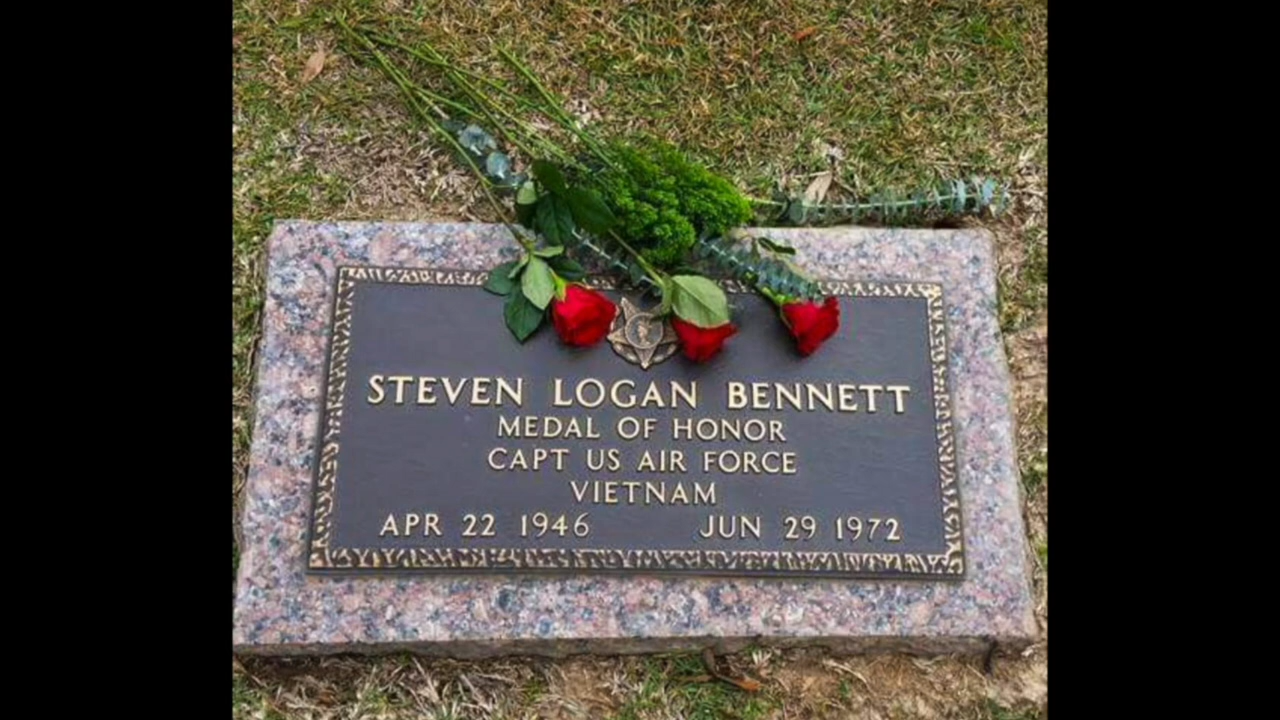 STEVEN LOGAN BENNETT
MEDAL OF HONOR
CAPT US AIR FORCE
VIETNAM
APR 22 1946 JUN 29 1972